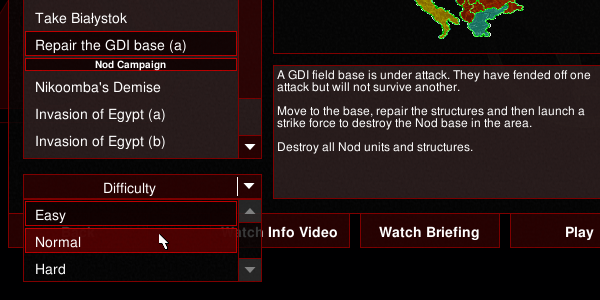 Take Białystok
Repair the GDI base (a)
Nod Campaign
Nikoomba's Demise
Invasion of Egypt (a)
Invasion of Egypt (b)
A GDI field base is under attack. They have fended off one
attack but will not survive another.
Move to the base, repair the structures and then launch a
strike force to destroy the Nod base in the area.
Destroy all Nod units and structures.
Difficulty
Easy
Normal
Hard
Watch Info Video
Watch Briefing
Play